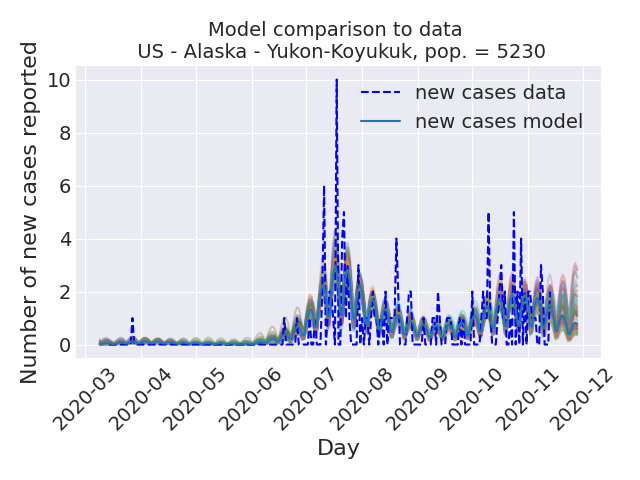 Model comparison to data
US - Alaska - Yukon-Koyukuk, pop. = 5230
Number of new cases reported
10
8
6
4
2
0
new cases data
new cases model
2020-03
2020-04
2020-05
2020-06
2020-07
2020-08
2020-09
2020-10
2020-11
2020-12
Day